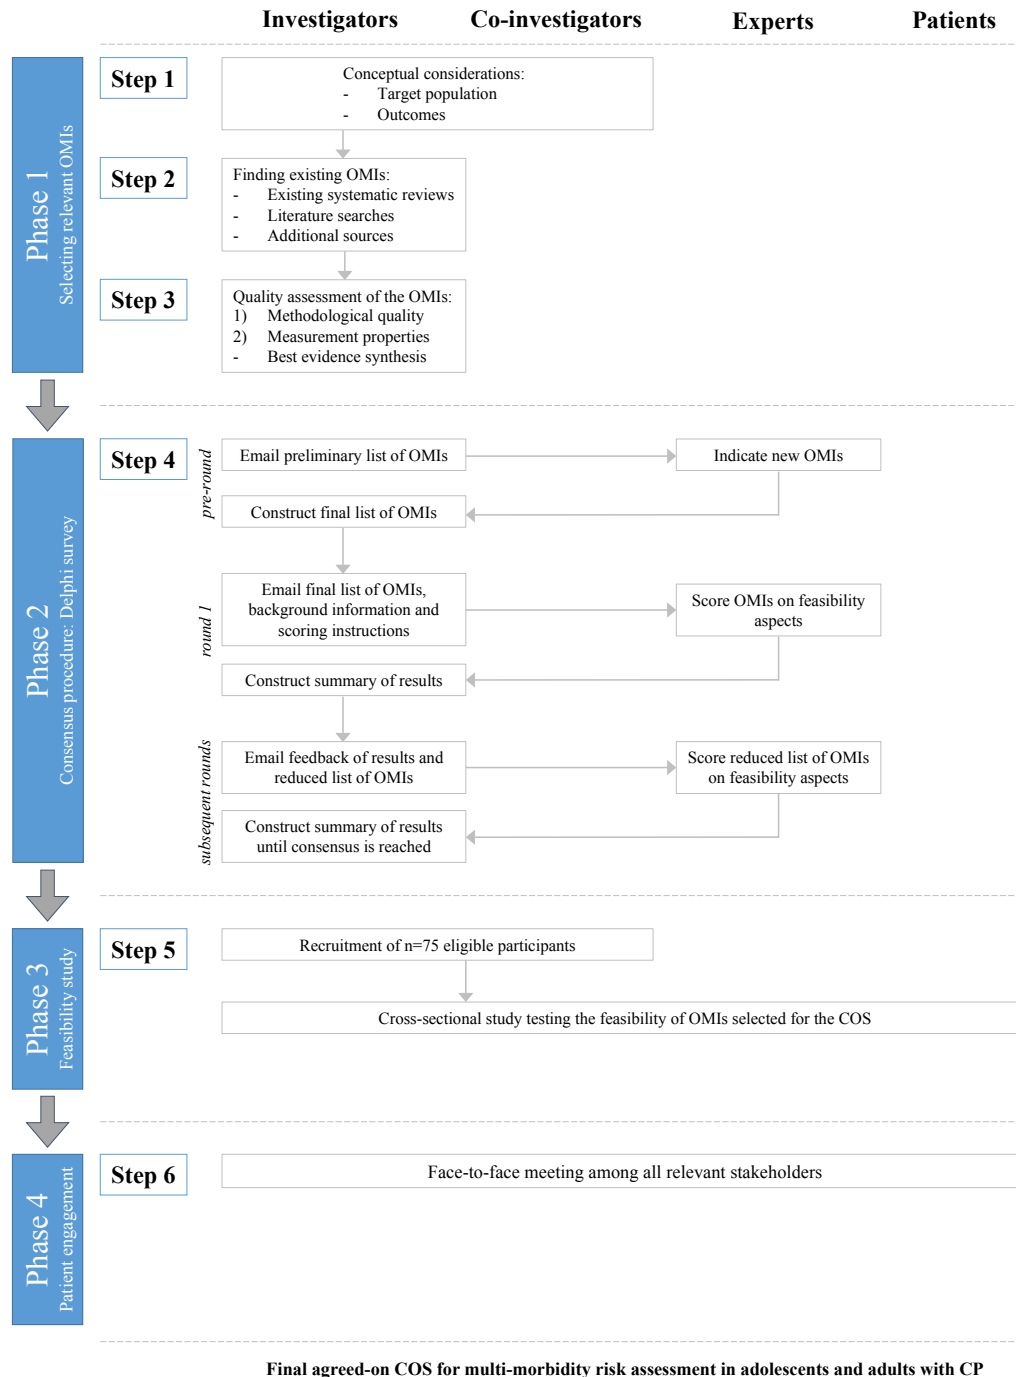 Investigators Co-investigators Experts Patients
Phase 1
Selecting relevant OMIs
Step 1
Conceptual considerations:
- Target population
- Outcomes
Step 2
Finding existing OMIs:
- Existing systematic reviews
- Literature searches
- Additional sources
Step 3
Quality assessment of the OMIs:
1) Methodological quality
2) Measurement properties
- Best evidence synthesis
Phase 2
Consensus procedure: Delphi survey
Step 4
pre-round
Email preliminary list of OMIs
Indicate new OMIs
Construct final list of OMIs
round 1
Email final list of OMIs,
background information and
scoring instructions
Score OMIs on feasibility
aspects
Construct summary of results
subsequent rounds
Email feedback of results and
reduced list of OMIs
Score reduced list of OMIs
on feasibility aspects
Construct summary of results
until consensus is reached
Phase 3
Feasibility study
Step 5
Recruitment of n=75 eligible participants
Cross-sectional study testing the feasibility of OMIs selected for the COS
Phase 4
Patient engagement
Step 6
Face-to-face meeting among all relevant stakeholders
Final agreed-on COS for multi-morbidity risk assessment in adolescents and adults with CP